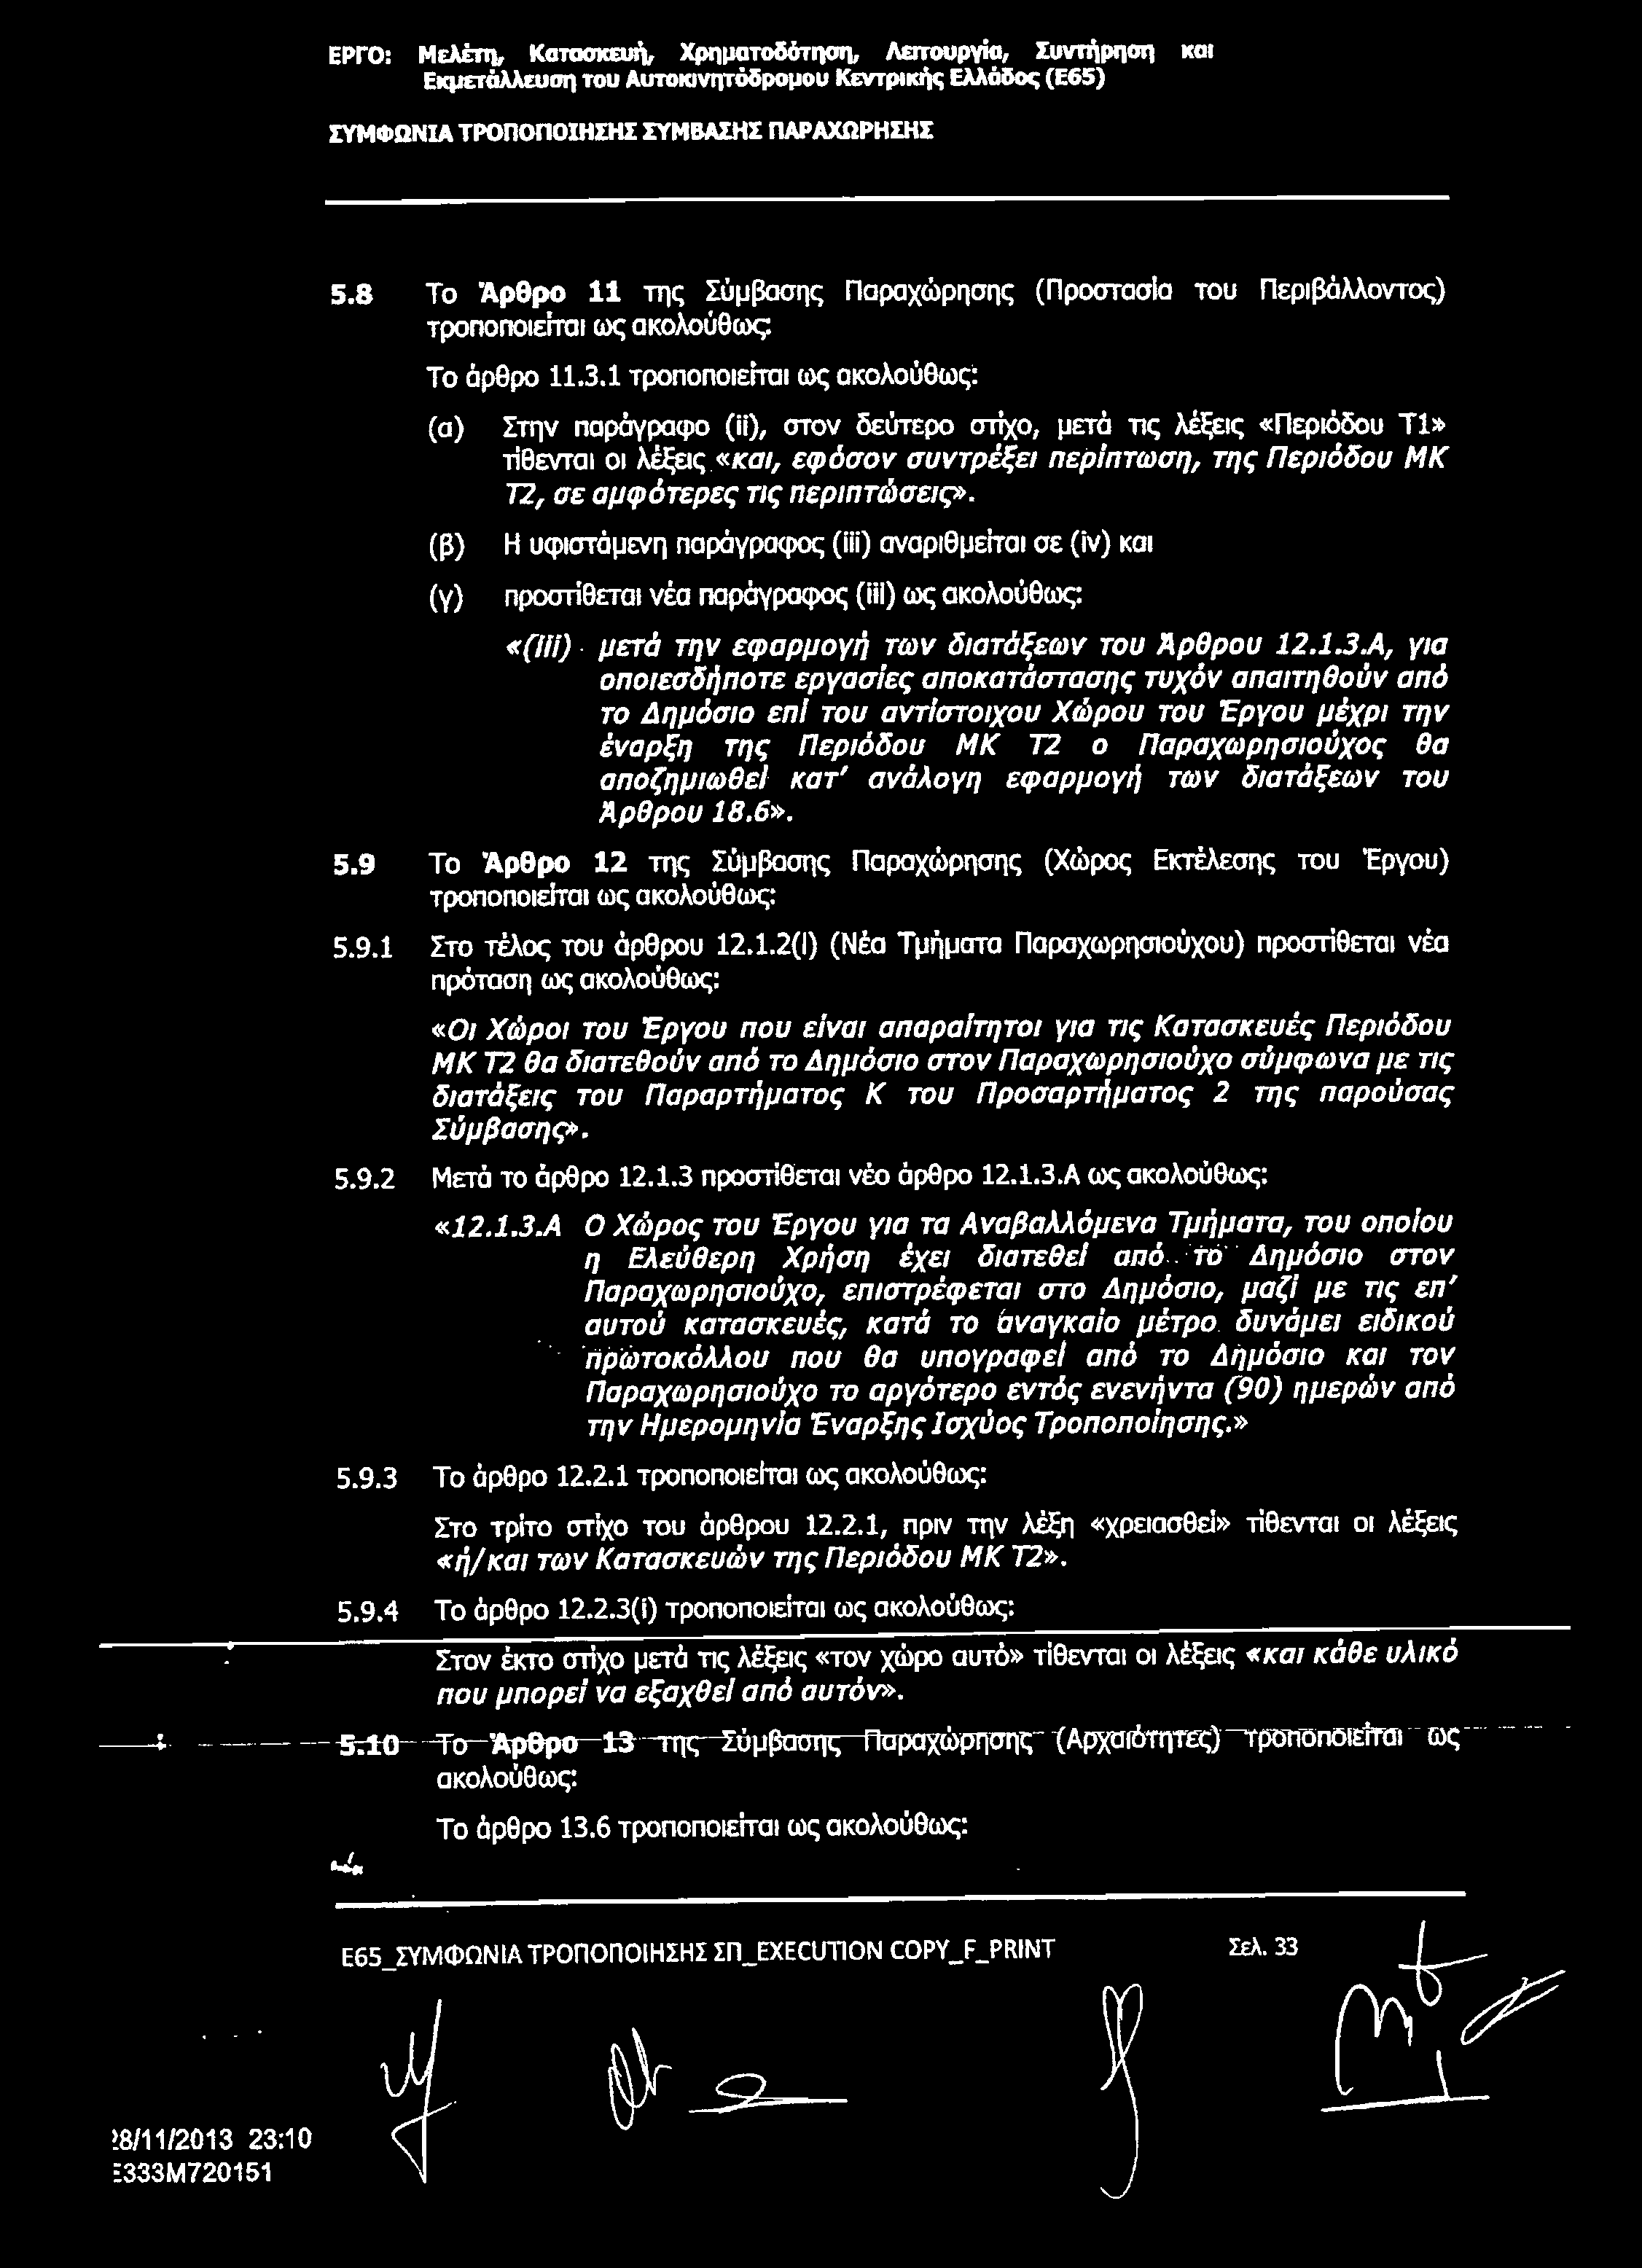 ΕΡΓΟ: Μελέτη, Κατασκευή, Χρηματοδότηση, Λειτουργία, Συντήρηση και
Εκμετάλλευση του Αυτοκινητόδρομου Κεντρικής Ελλάδος (Ε65)
ΣΥΜΦΩΝΙΑ ΤΡΟΠΟΠΟΙΗΣΗΣ ΣΥΜΒΑΣΗΣ ΠΑΡΑΧΩΡΗΣΗΣ
5.8 Το Άρθρο 11 της Σύμβασης Παραχώρησης (Προστασία του Περιβάλλοντος)
τροποποιείται ως ακολούθως:
Το άρθρο 11.3.1 τροποποιείται ως ακολούθως:
(α) Στην παράγραφο (ii), στον δεύτερο στίχο, μετά τις λέξεις «Περιόδου Τ1»
τίθενται οι λέξεις «και, εφόσον συντρέξει περίπτωση, της Περιόδου ΜΚ
Τ2, σε αμφότερες τις περιπτώσεις».
(β) Η υφιστάμενη παράγραφος (iii) αναριθμείται σε (iv) και
(γ) προστίθεται νέα παράγραφος (iii) ως ακολούθως:
«(iii) μετά την εφαρμογή των διατάξεων του Άρθρου 12.1.3.Α, για
οποιεσδήποτε εργασίες αποκατάστασης τυχόν απαιτηθούν από
το Δημόσιο επί του αντίστοιχου Χώρου του Έργου μέχρι την
έναρξη της Περιόδου ΜΚ Τ2 ο Παραχωρησιούχος θα
αποζημιωθεί κατ' ανάλογη εφαρμογή των διατάξεων του
Άρθρου 18.6».
5.9 Το Άρθρο 12 της Σύμβασης Παραχώρησης (Χώρος Εκτέλεσης του Έργου)
τροποποιείται ως ακολούθως:
5.9.1 Στο τέλος του άρθρου 12.1.2(i) (Νέα Τμήματα Παραχωρησιούχου) προστίθεται νέα
πρόταση ως ακολούθως:
«Οι Χώροι του Έργου που είναι απαραίτητοι για τις Κατασκευές Περιόδου
ΜΚ Τ2 θα διατεθούν από το Δημόσιο στον Παραχωρησιούχο σύμφωνα με τις
διατάξεις του Παραρτήματος Κ του Προσαρτήματος 2 της παρούσας
Σύμβασης».
5.9.2 Μετά το άρθρο 12.1.3 προστίθεται νέο άρθρο 12.1.3.Α ως ακολούθως:
«12.1.3.Α Ο Χώρος του Έργου για τα Αναβαλλόμενα Τμήματα, του οποίου
η Ελεύθερη Χρήση έχει διατεθεί από το Δημόσιο στον
Παραχωρησιούχο, επιστρέφεται στο Δημόσιο, μαζί με τις επ'
αυτού κατασκευές, κατά το αναγκαίο μέτρο δυνάμει ειδικού
πρωτοκόλλου που θα υπογραφεί από το Δημόσιο και τον
Παραχωρησιούχο το αργότερο εντός ενενήντα (90) ημερών από
την Ημερομηνία Έναρξης Ισχύος Τροποποίησης.»
5.9.3 Το άρθρο 12.2.1 τροποποιείται ως ακολούθως:
Στο τρίτο στίχο του άρθρου 12.2.1, πριν την λέξη «χρειασθεί» τίθενται οι λέξεις
«ή/και των Κατασκευών της Περιόδου ΜΚ Τ2».
5.9.4 Το άρθρο 12.2.3(i) τροποποιείται ως ακολούθως:
Στον έκτο στίχο μετά τις λέξεις «τον χώρο αυτό» τίθενται οι λέξεις «και κάθε υλικό
που μπορεί να εξαχθεί από αυτόν».
5.10 Το Άρθρο 13 της Σύμβασης Παραχώρησης (Αρχαιότητες) τροποποιείται ως
ακολούθως:
Το άρθρο 13.6 τροποποιείται ως ακολούθως:
Ε65_ΣΥΜΦΩΝΙΑ ΤΡΟΠΟΠΟΙΗΣΗΣ ΣΠ_EXECUTION COPY_F_PRINT Σελ. 33
8/11/2013 23:10
333M720151